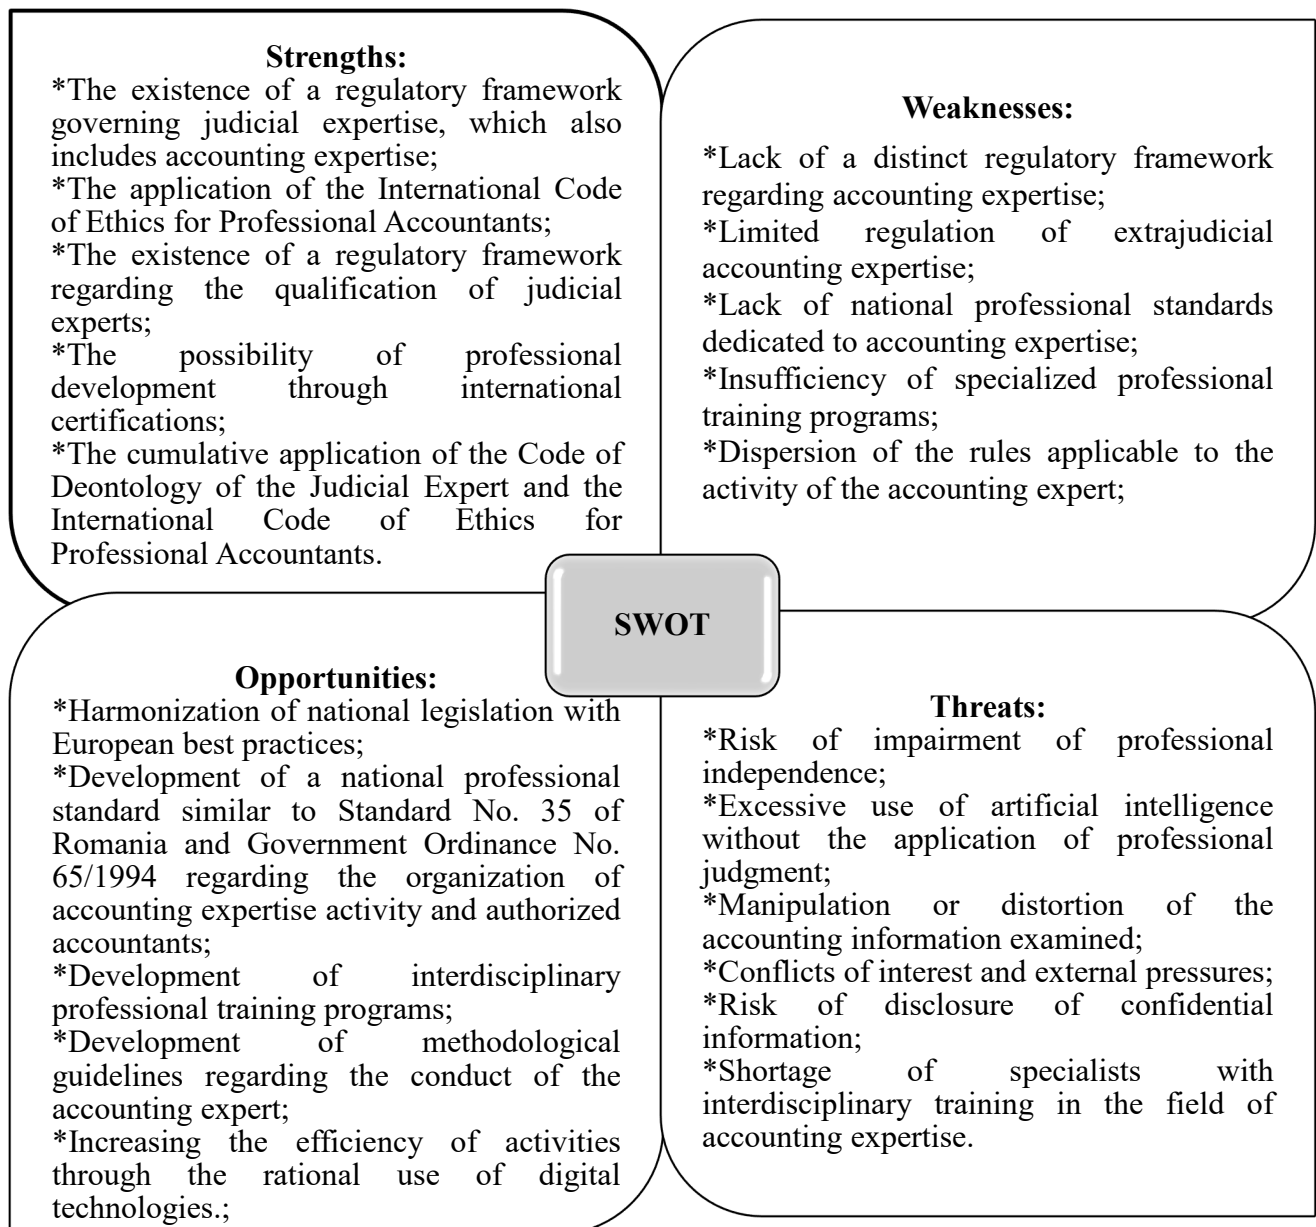 Strengths:
*The existence of a regulatory framework
governing judicial expertise, which also
includes accounting expertise;
*The application of the International Code
of Ethics for Professional Accountants;
*The existence of a regulatory framework
regarding the qualification of judicial
experts;
*The possibility of professional
development through international
certifications;
*The cumulative application of the Code of
Deontology of the Judicial Expert and the
International Code of Ethics for
Professional Accountants.
Weaknesses:
*Lack of a distinct regulatory framework
regarding accounting expertise;
*Limited regulation of extrajudicial
accounting expertise;
*Lack of national professional standards
dedicated to accounting expertise;
*Insufficiency of specialized professional
training programs;
*Dispersion of the rules applicable to the
activity of the accounting expert;
SWOT
Opportunities:
*Harmonization of national legislation with
European best practices;
*Development of a national professional
standard similar to Standard No. 35 of
Romania and Government Ordinance No.
65/1994 regarding the organization of
accounting expertise activity and authorized
accountants;
*Development of interdisciplinary
professional training programs;
*Development of methodological
guidelines regarding the conduct of the
accounting expert;
*Increasing the efficiency of activities
through the rational use of digital
technologies.;
Threats:
*Risk of impairment of professional
independence;
*Excessive use of artificial intelligence
without the application of professional
judgment;
*Manipulation or distortion of the
accounting information examined;
*Conflicts of interest and external pressures;
*Risk of disclosure of confidential
information;
*Shortage of specialists with
interdisciplinary training in the field of
accounting expertise.